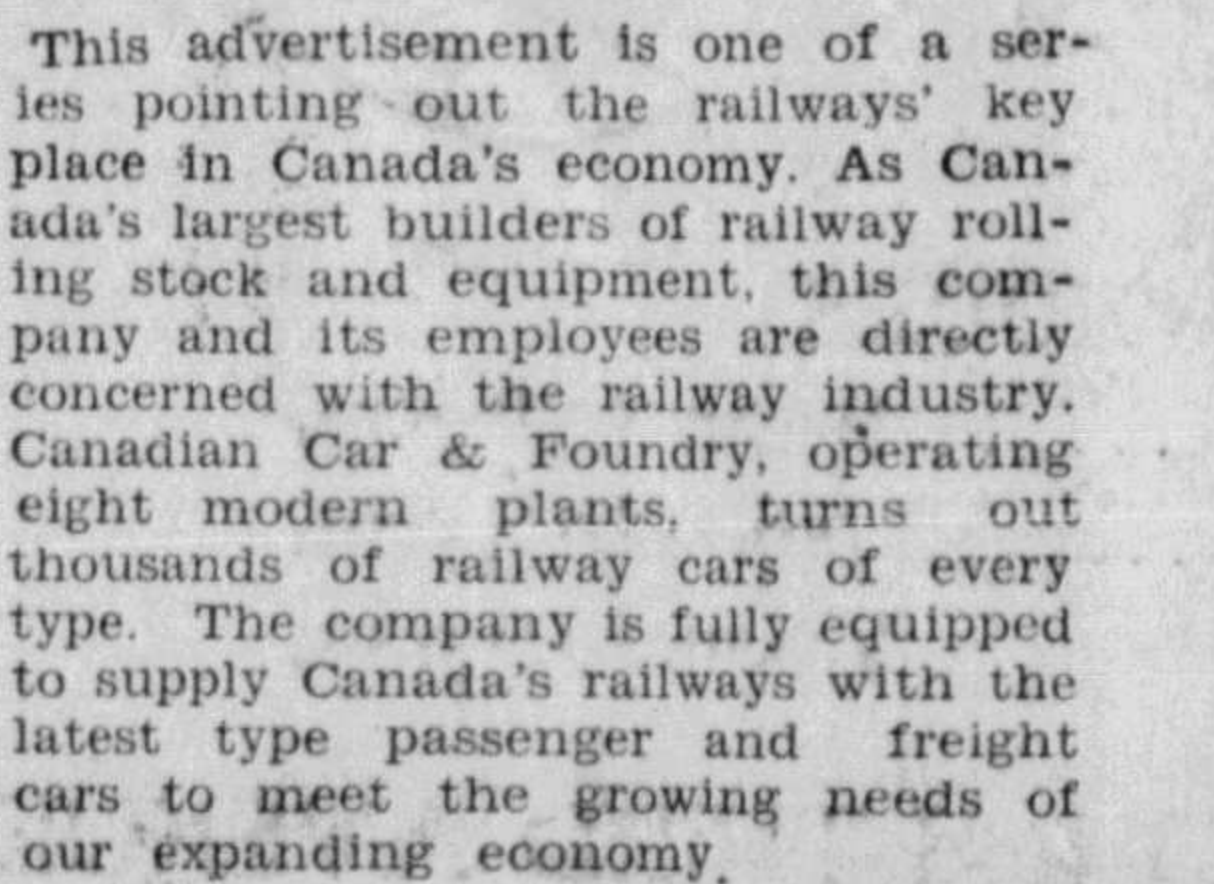 This advertisement is one of a ser-
ies pointing out the railways' key
place in Canada's economy. As Can-
ada's largest builders of railway roll-
ing stock and equipment, this com-
pany and its employees are directly
concerned with the railway industry.
Canadian Car & Foundry, operating
eight modern plants, turns out
thousands of railway cars of every
type. The company is fully equipped
to supply Canada's railways with the
latest type passenger and freight
cars to meet the growing needs of
our expanding economy.